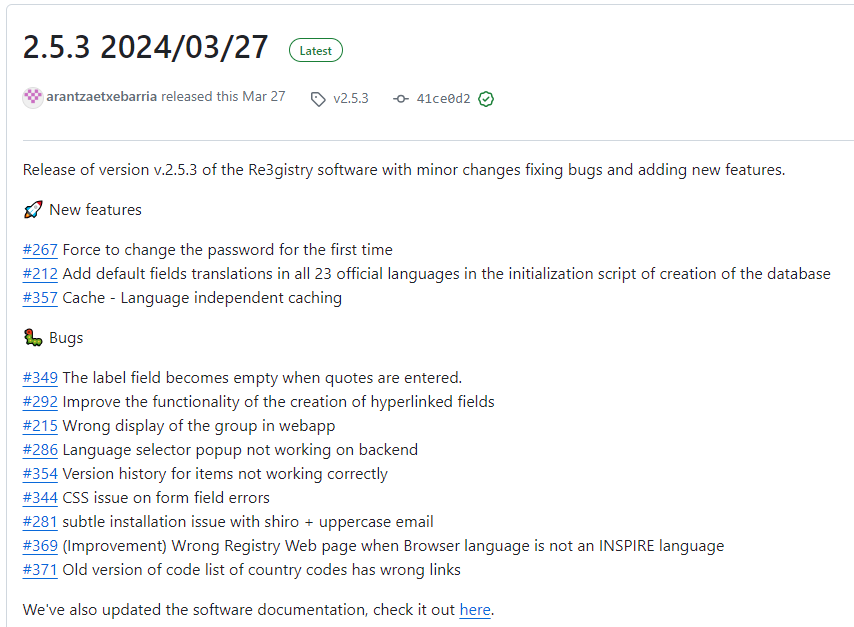 2.5.3 2024/03/27 Latest
arantzaetxebarria released this Mar 27 v2.5.3 41ce0d2
Release of version v.2.5.3 of the Re3gistry software with minor changes fixing bugs and adding new features.
New features
#267 Force to change the password for the first time
#212 Add default fields translations in all 23 official languages in the initialization script of creation of the database
#357 Cache - Language independent caching
Bugs
#349 The label field becomes empty when quotes are entered.
#292 Improve the functionality of the creation of hyperlinked fields
#215 Wrong display of the group in webapp
#286 Language selector popup not working on backend
#354 Version history for items not working correctly
#344 CSS issue on form field errors
#281 subtle installation issue with shiro + uppercase email
#369 (Improvement) Wrong Registry Web page when Browser language is not an INSPIRE language
#371 Old version of code list of country codes has wrong links
We've also updated the software documentation, check it out here.